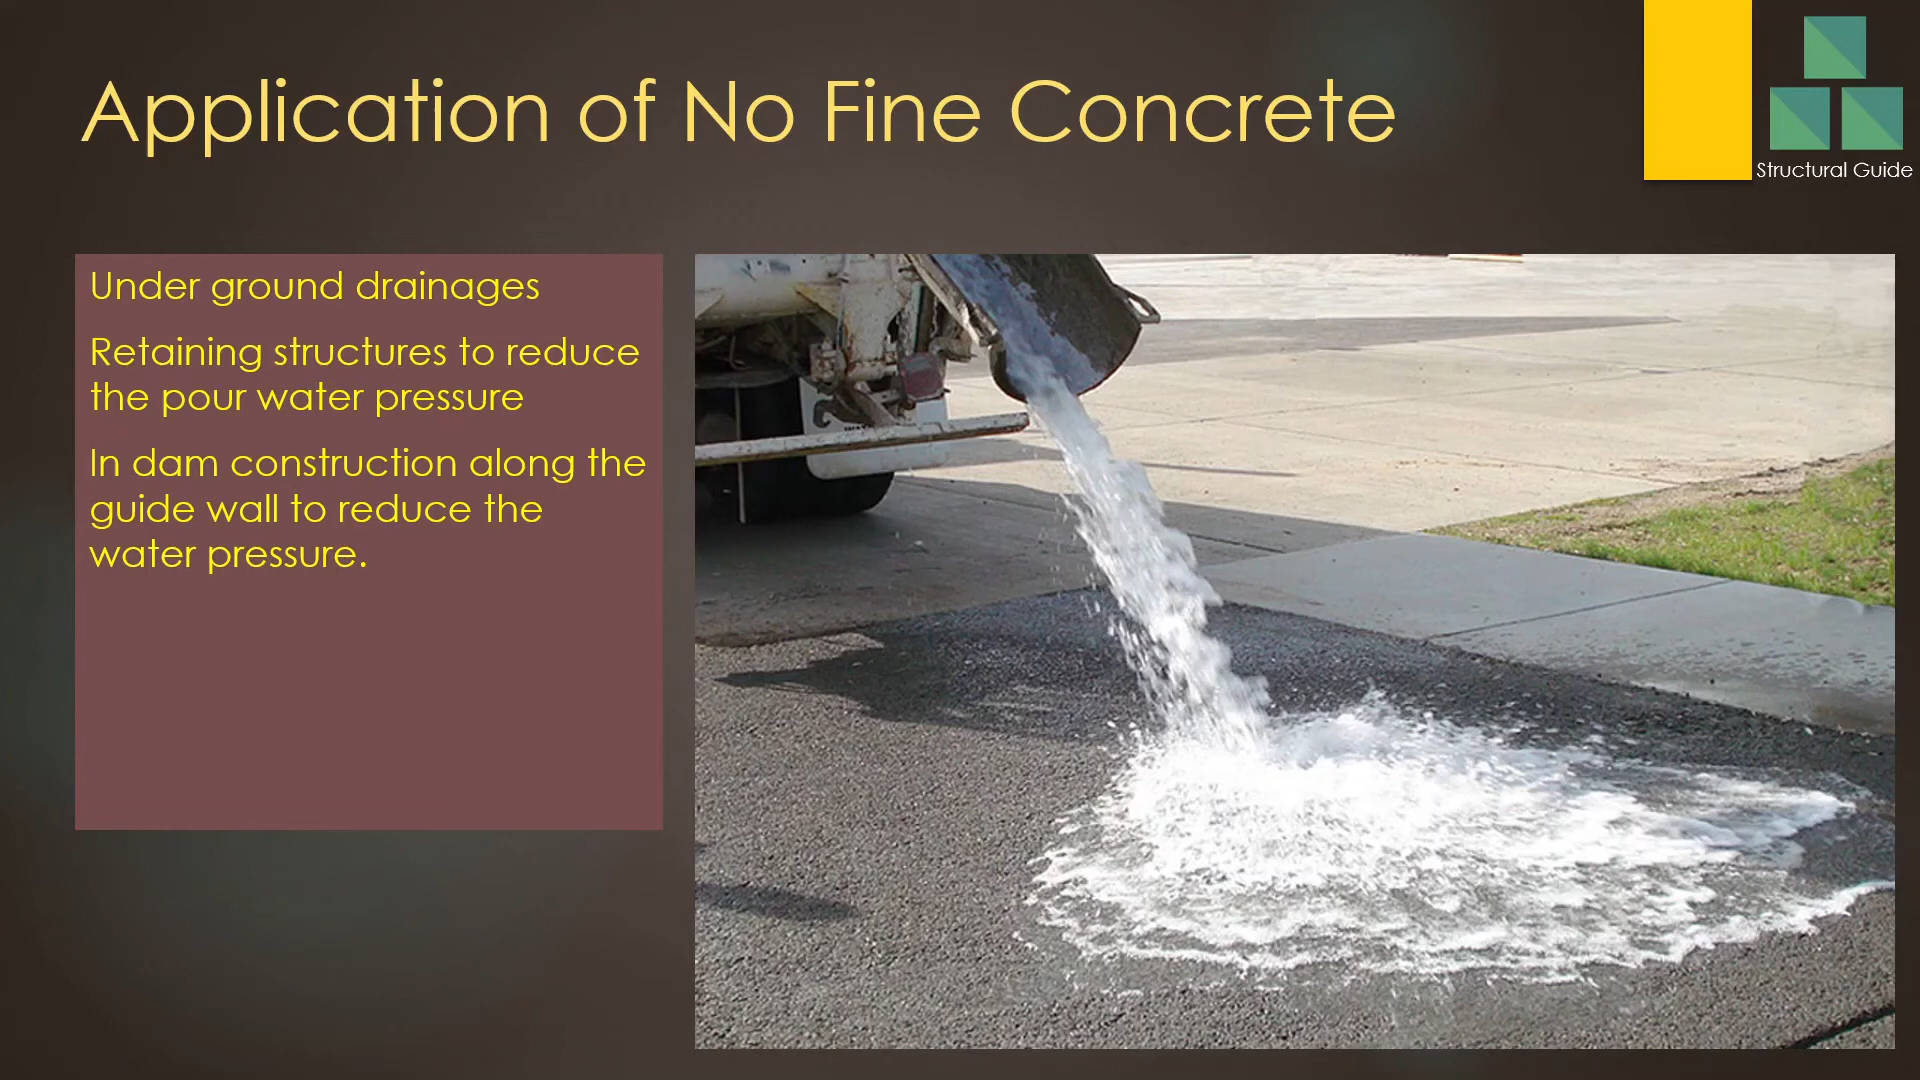 Application of No Fine Concrete
Structural Guide
Under ground drainages
Retaining structures to reduce
the pour water pressure
In dam construction along the
guide wall to reduce the
water pressure.